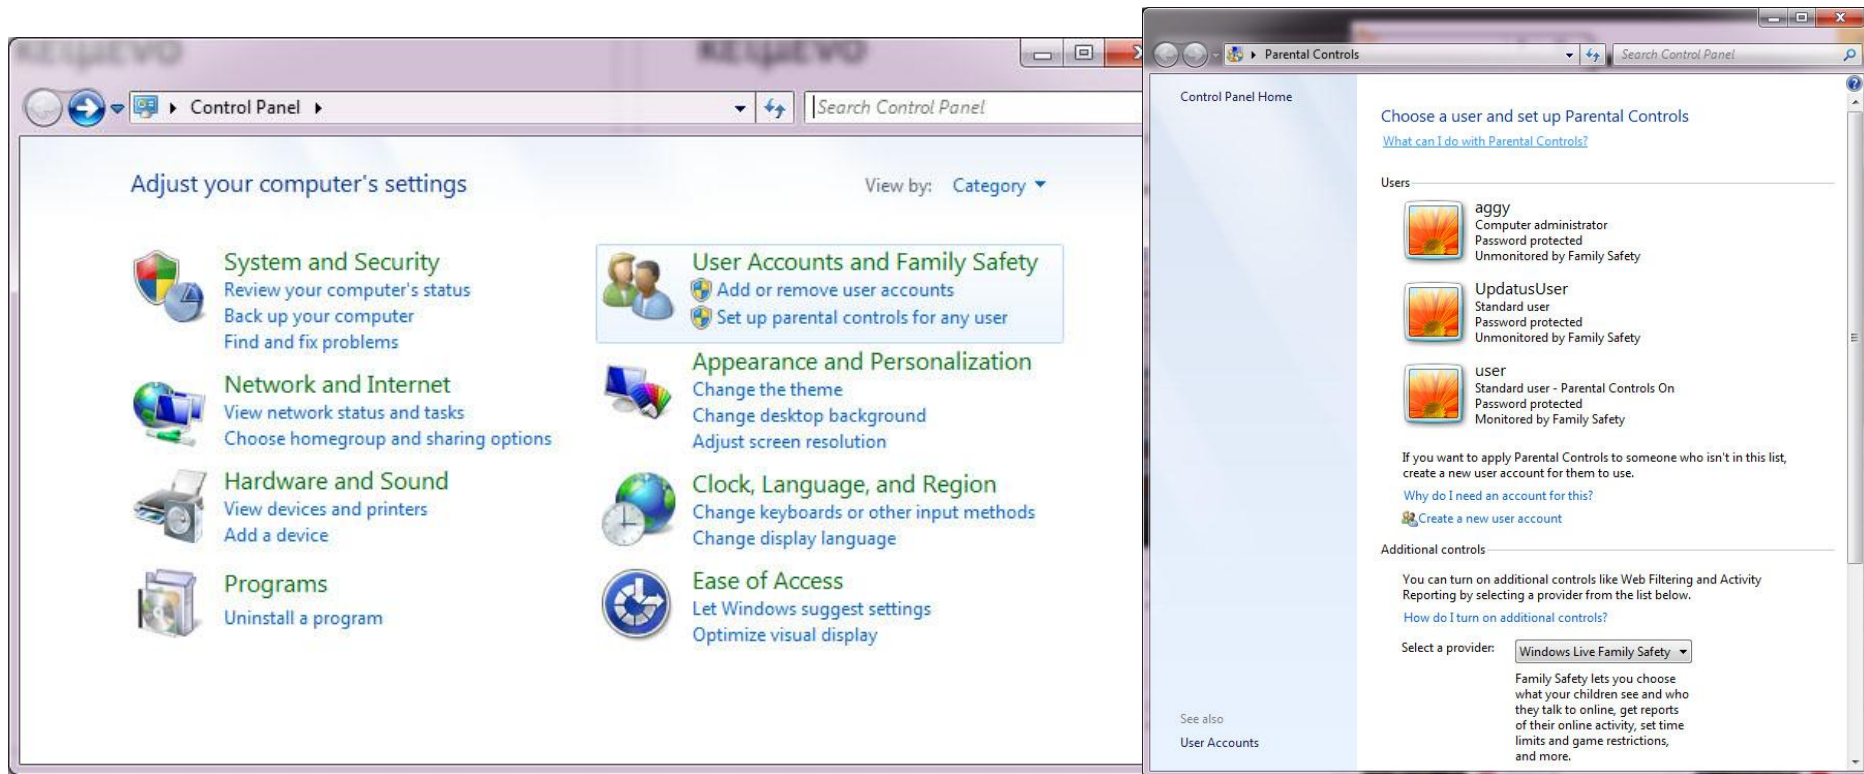 κείμενο
κείμενο
Control Panel
Search Control Panel
Adjust your computer's settings
View by: Category
System and Security
Review your computer's status
Back up your computer
Find and fix problems
Network and Internet
View network status and tasks
Choose homegroup and sharing options
Hardware and Sound
View devices and printers
Add a device
Programs
Uninstall a program
User Accounts and Family Safety
Add or remove user accounts
Set up parental controls for any user
Appearance and Personalization
Change the theme
Change desktop background
Adjust screen resolution
Clock, Language, and Region
Change keyboards or other input methods
Change display language
Ease of Access
Let Windows suggest settings
Optimize visual display
Parental Controls
Search Control Panel
Control Panel Home
Choose a user and set up Parental Controls
What can I do with Parental Controls?
Users
aggy
Computer administrator
Password protected
Unmonitored by Family Safety
UpdatusUser
Standard user
Password protected
Unmonitored by Family Safety
user
Standard user - Parental Controls On
Password protected
Monitored by Family Safety
If you want to apply Parental Controls to someone who isn't in this list,
create a new user account for them to use.
Why do I need an account for this?
Create a new user account
Additional controls
You can turn on additional controls like Web Filtering and Activity
Reporting by selecting a provider from the list below.
How do I turn on additional controls?
Select a provider: Windows Live Family Safety
Family Safety lets you choose
what your children see and who
they talk to online, get reports
of their online activity, set time
limits and game restrictions,
and more.
See also
User Accounts